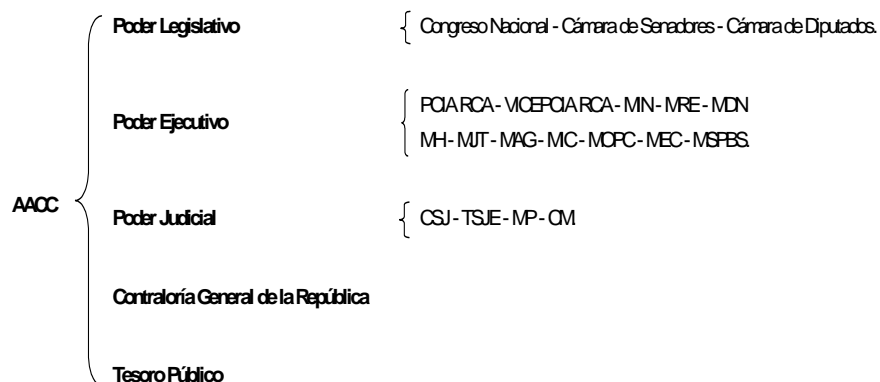 Poder Legislativo
Congreso Nacional - Cámara de Senadores - Cámara de Diputados.
PCIA RCA - VICEPCIA RCA - MIN - MRE - MDN
Poder Ejecutivo
MH - MJT - MAG - MIC - MOPC - MEC - MSPBS.
AACC
Poder Judicial
CSJ - TSJE - MP - CM.
Contraloría General de la República
Tesoro Público